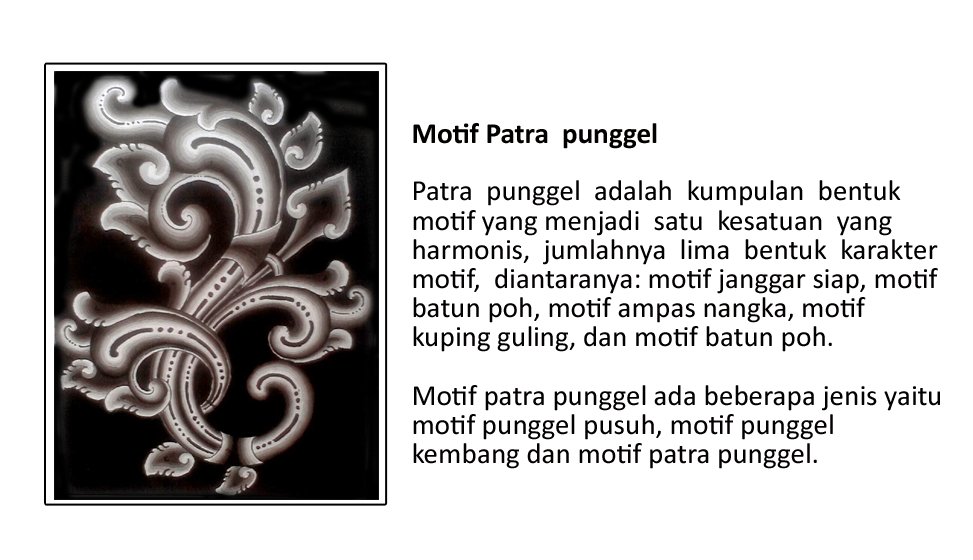 Motif Patra punggel
Patra punggel adalah kumpulan bentuk
motif yang menjadi satu kesatuan yang
harmonis, jumlahnya lima bentuk karakter
motif, diantaranya: motif janggar siap, motif
batun poh, motif ampas nangka, motif
kuping guling, dan motif batun poh.
Motif patra punggel ada beberapa jenis yaitu
motif punggel pusuh, motif punggel
kembang dan motif patra punggel.